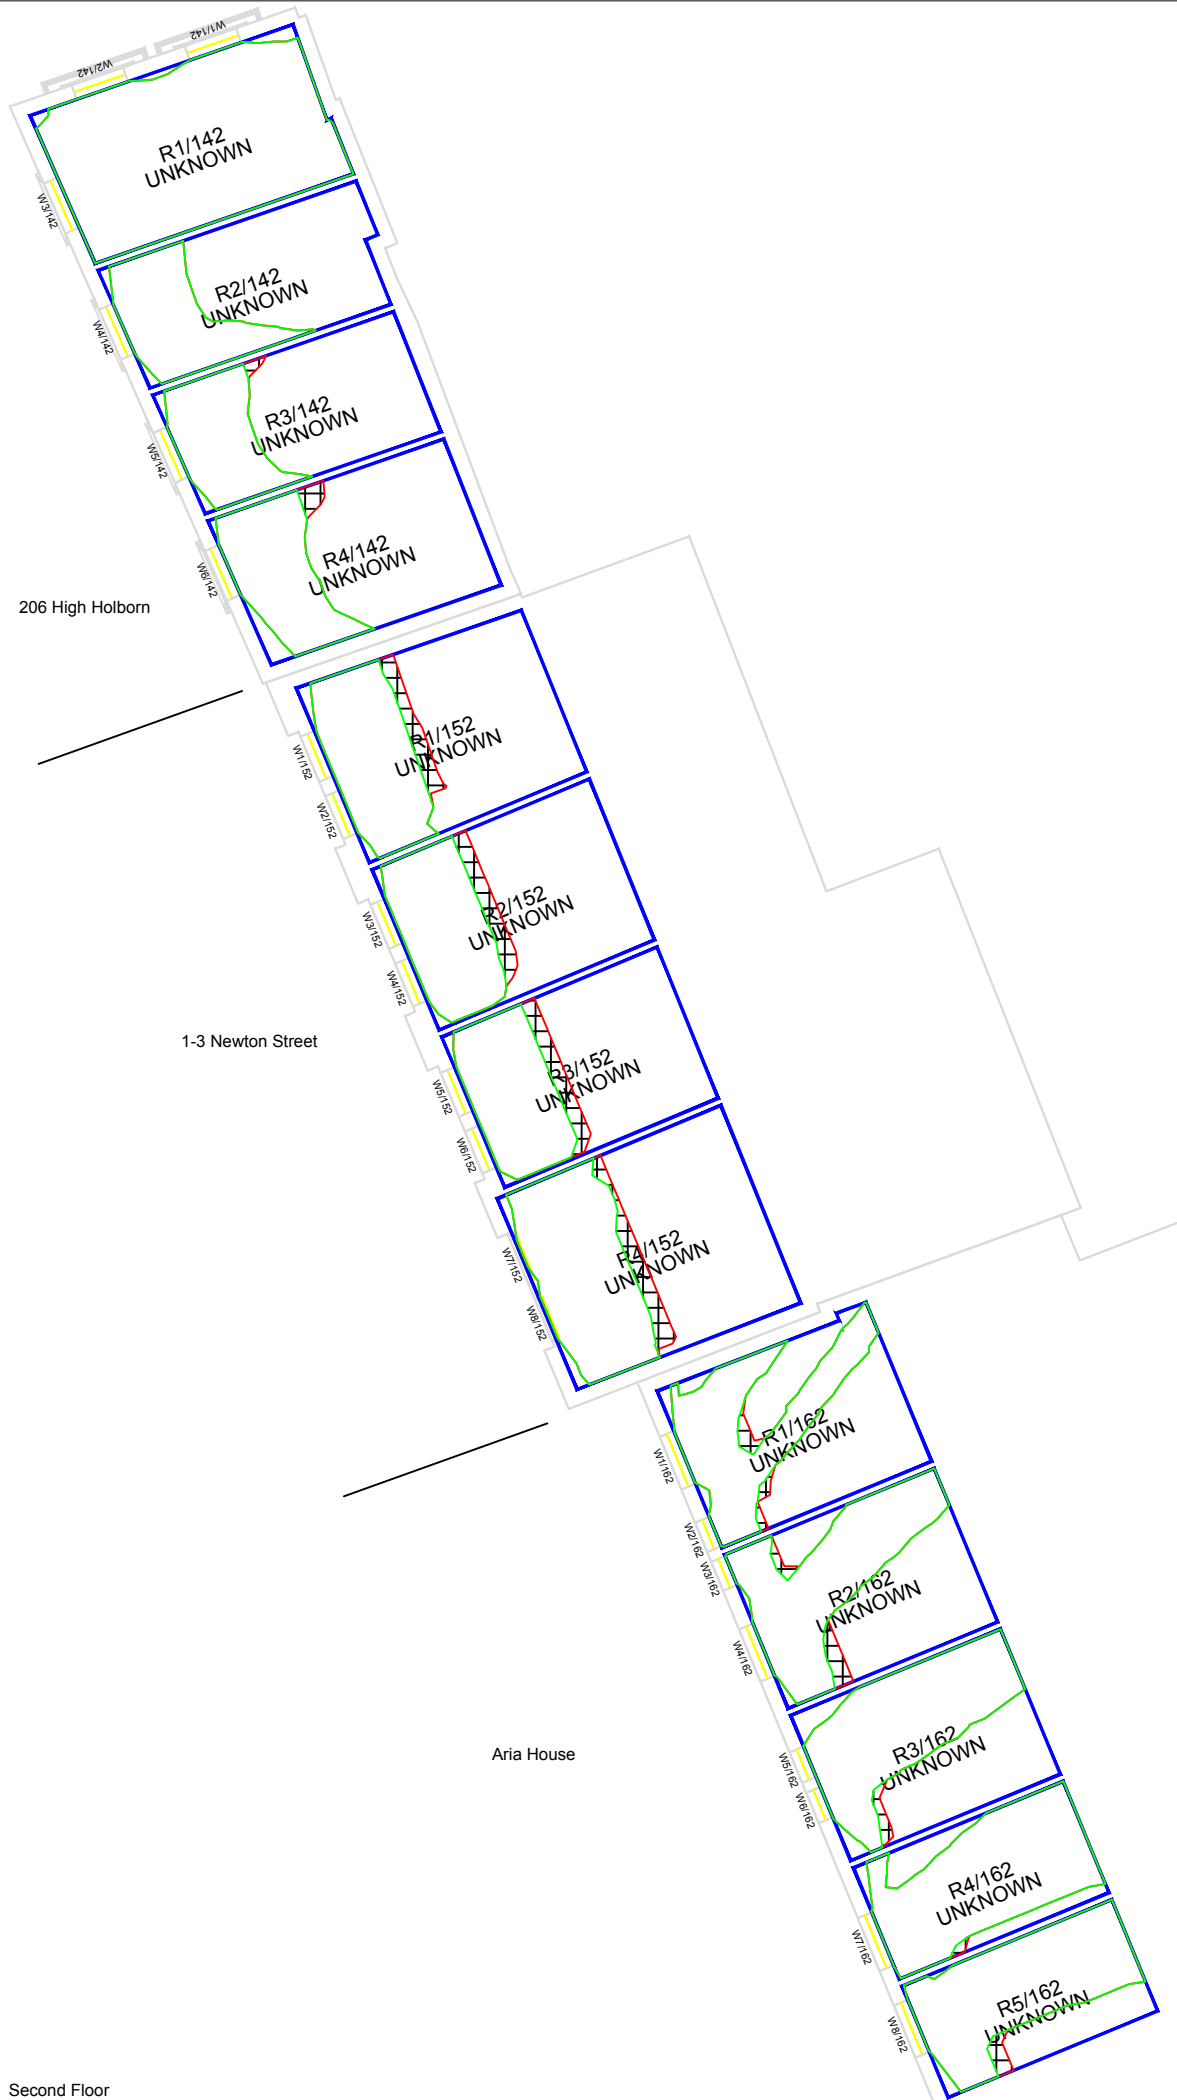 W1/142
W2/142
R1/142
UNKNOWN
W3/142
R2/142
UNKNOWN
W4/142
R3/142
UNKNOWN
W5/142
R4/142
UNKNOWN
W6/142
206 High Holborn
R1/152
UNKNOWN
W1/152
W2/152
R2/152
UNKNOWN
W3/152
W4/152
1-3 Newton Street
R3/152
UNKNOWN
W5/152
W6/152
R4/152
UNKNOWN
W7/152
W8/152
R1/162
UNKNOWN
W1/162
W2/162
W3/162
R2/162
UNKNOWN
W4/162
R3/162
UNKNOWN
Aria House
W5/162
W6/162
R4/162
UNKNOWN
W7/162
R5/162
UNKNOWN
W8/162
Second Floor